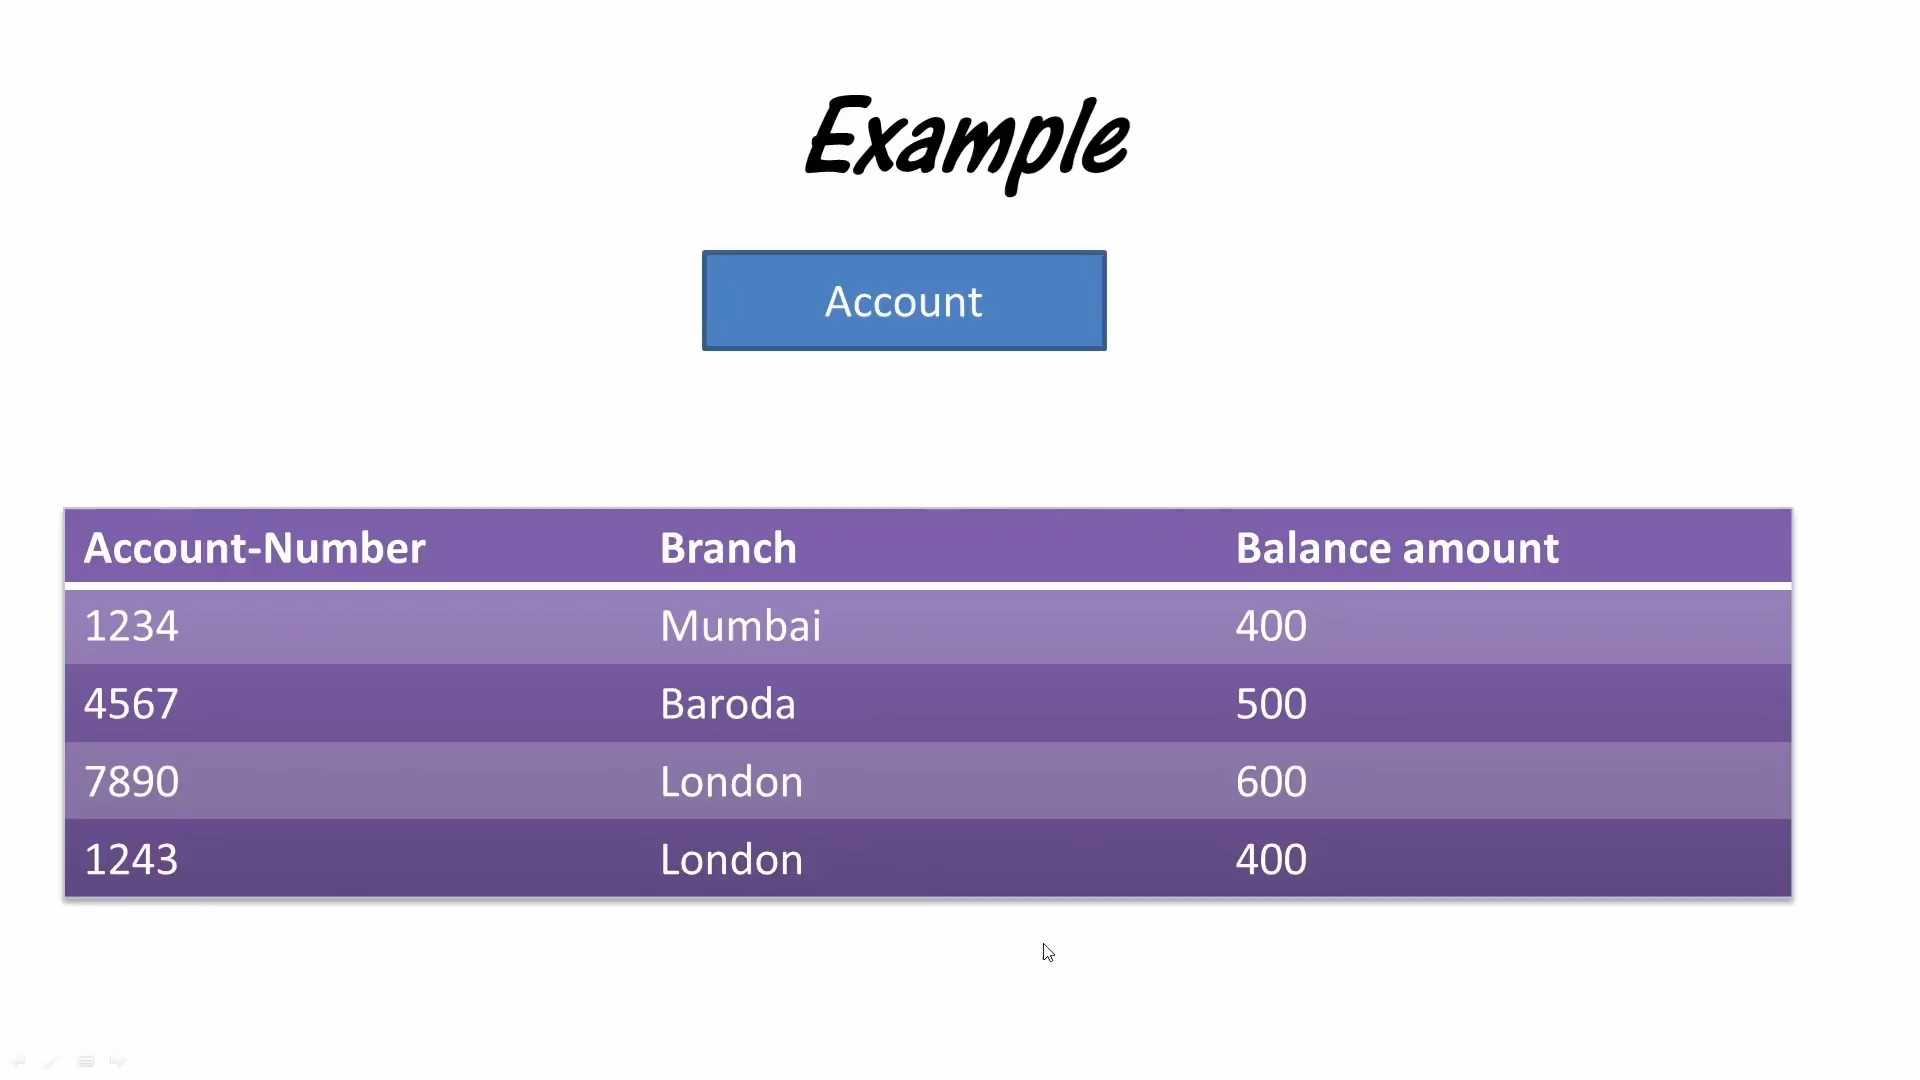 Example
Account
Account-Number Branch Balance amount
1234 Mumbai 400
4567 Baroda 500
7890 London 600
1243 London 400